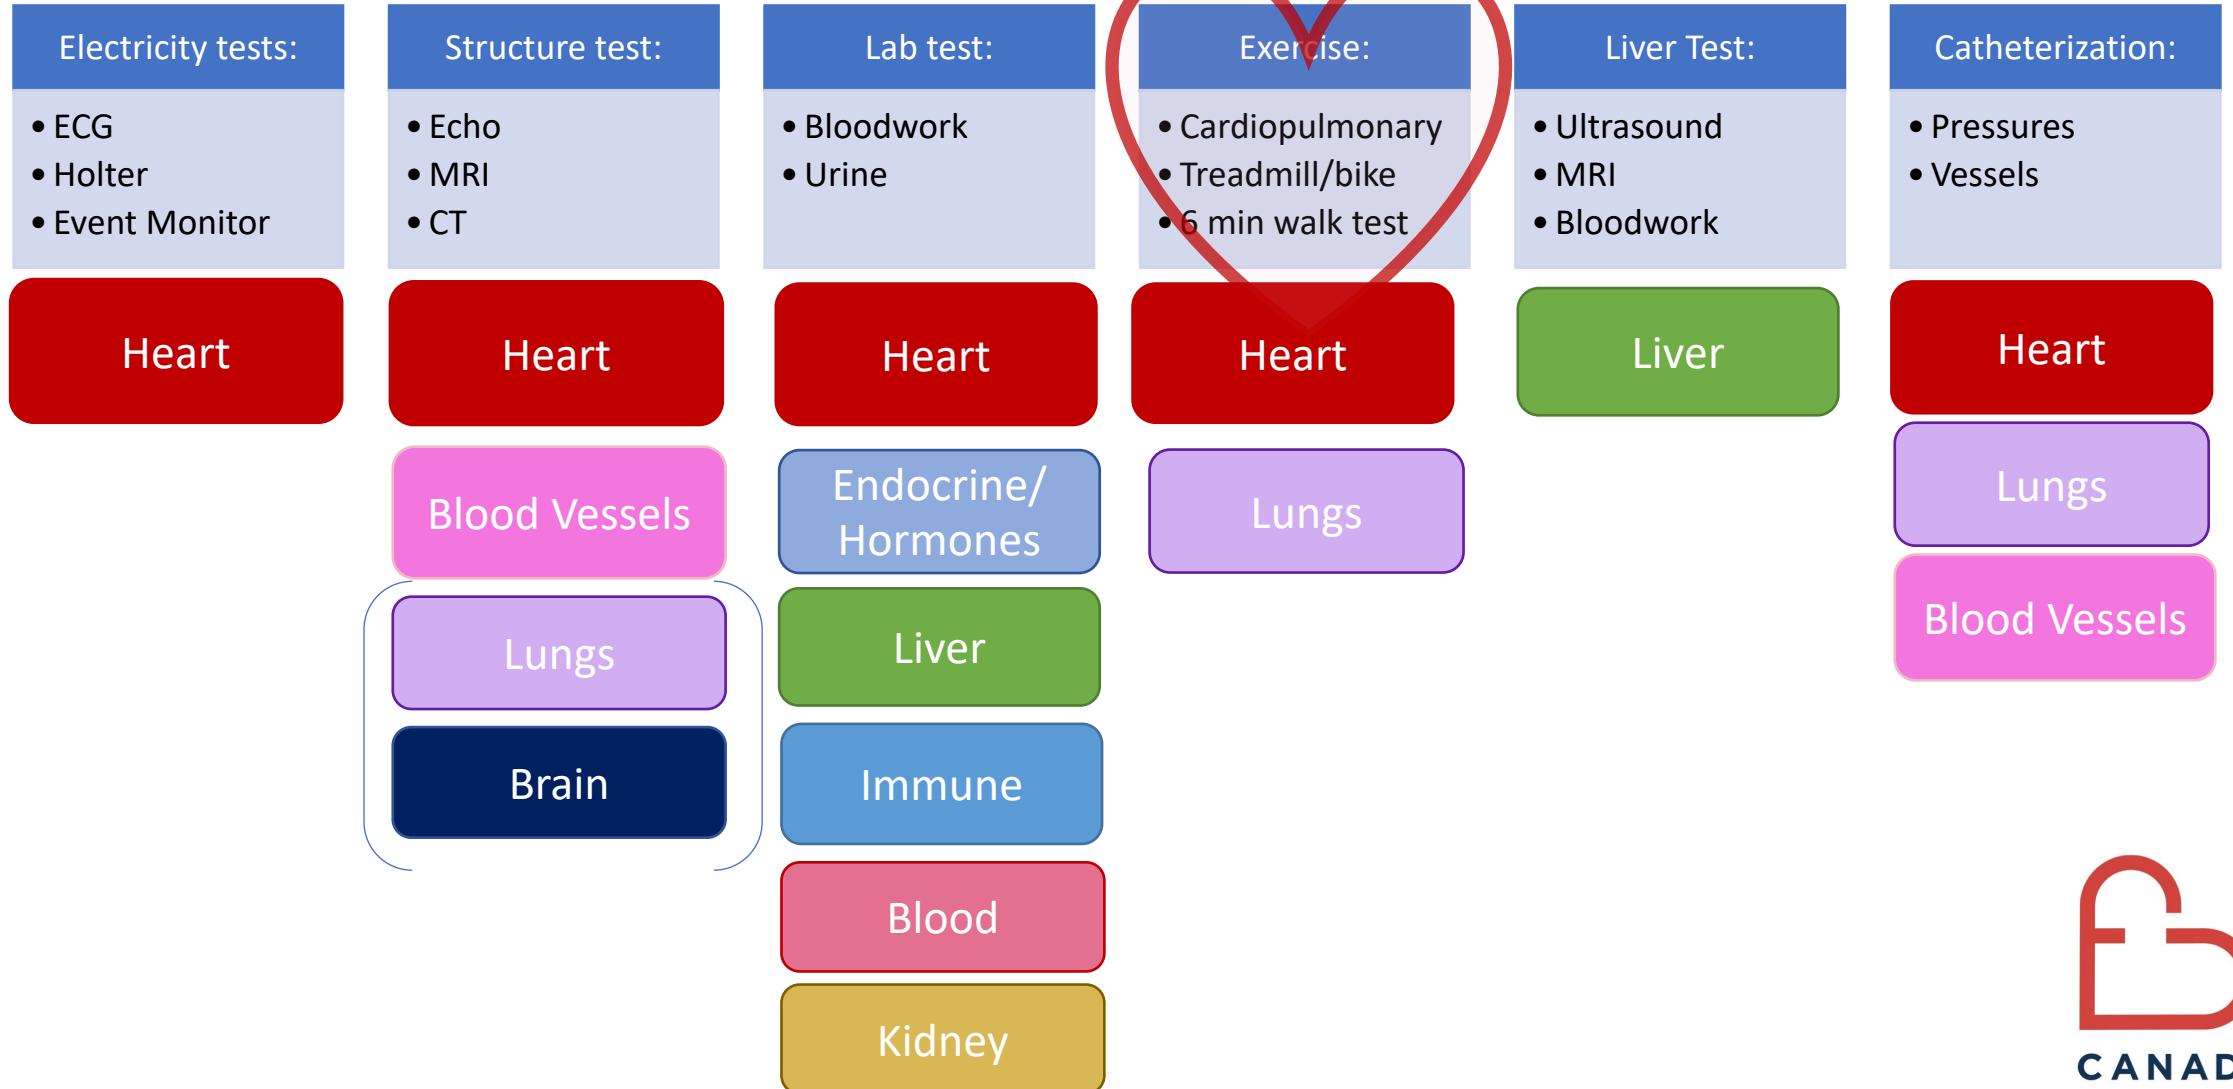 Electricity tests:
• ECG
• Holter
• Event Monitor
Heart
Structure test:
• Echo
• MRI
• CT
Heart
Blood Vessels
Lungs
Brain
Lab test:
• Bloodwork
• Urine
Heart
Endocrine/
Hormones
Liver
Immune
Blood
Kidney
Exercise:
• Cardiopulmonary
• Treadmill/bike
• 6 min walk test
Heart
Lungs
Liver Test:
• Ultrasound
• MRI
• Bloodwork
Liver
Catheterization:
• Pressures
• Vessels
Heart
Lungs
Blood Vessels